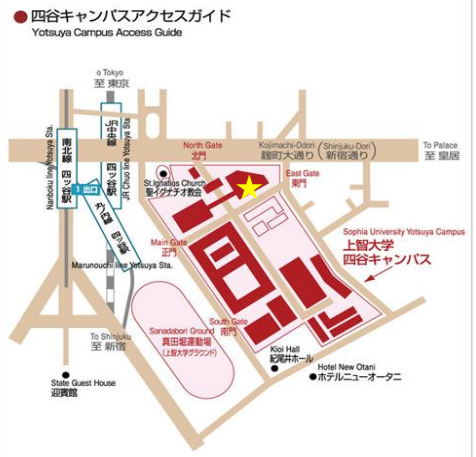 四谷キャンパスアクセスガイド
Yotsuya Campus Access Guide
to Tokyo
至 東京
Nanboku line Yotsuya Sta.
南北線 四ッ谷駅
JR中央線 四ッ谷駅
JR Chuo line Yotsuya Sta.
1 出口
丸ノ内線 四ッ谷駅
Marunouchi line Yotsuya Sta.
North Gate
北門
Kojimachi-Odori (Shinjuku-Dori)
麹町大通り(新宿通り)
To Palace
至 皇居
East Gate
東門
St.Ignatius Church
聖イグナチオ教会
Sophia University Yotsuya Campus
上智大学
四谷キャンパス
Main Gate
正門
South Gate
南門
To Shinjuku
至 新宿
Sanadabori Ground
真田堀運動場
(上智大学グラウンド)
Kioi Hall
紀尾井ホール
Hotel New Otani
ホテルニューオータニ
State Guest House
迎賓館